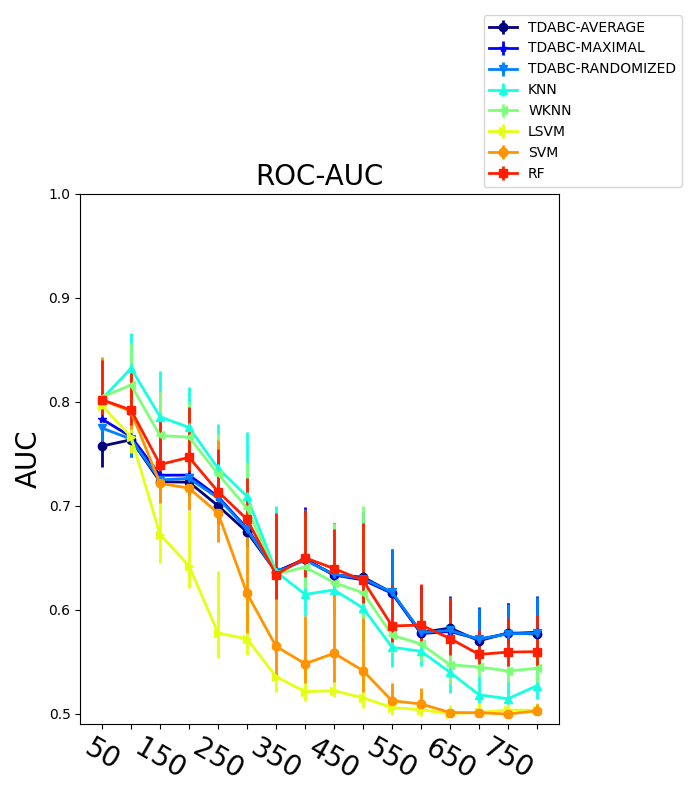 TDABC-AVERAGE
TDABC-MAXIMAL
TDABC-RANDOMIZED
KNN
WKNN
LSVM
SVM
RF
ROC-AUC
1.0
0.9
0.8
0.7
0.6
0.5
AUC
50 150 250 350 450 550 650 750